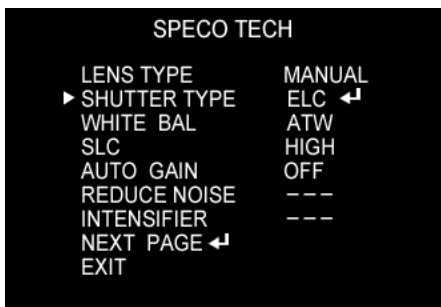 SPECO TECH
LENS TYPE MANUAL
▶ SHUTTER TYPE ELC ↵
WHITE BAL ATW
SLC HIGH
AUTO GAIN OFF
REDUCE NOISE – – –
INTENSIFIER – – –
NEXT PAGE ↵
EXIT